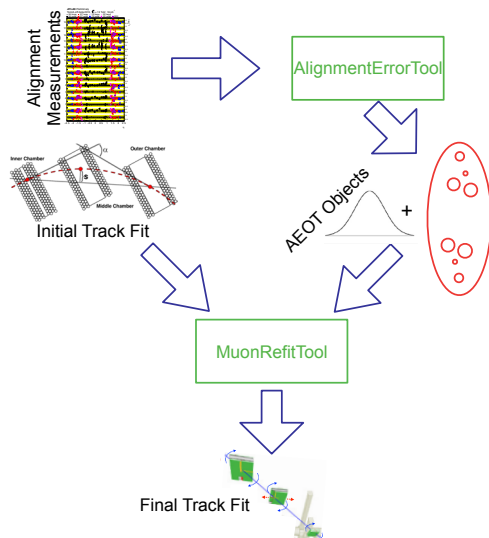 Alignment
Measurements
AlignmentErrorTool
Inner Chamber
α
Outer Chamber
s
Middle Chamber
Initial Track Fit
AEOT Objects
+
MuonRefitTool
Final Track Fit